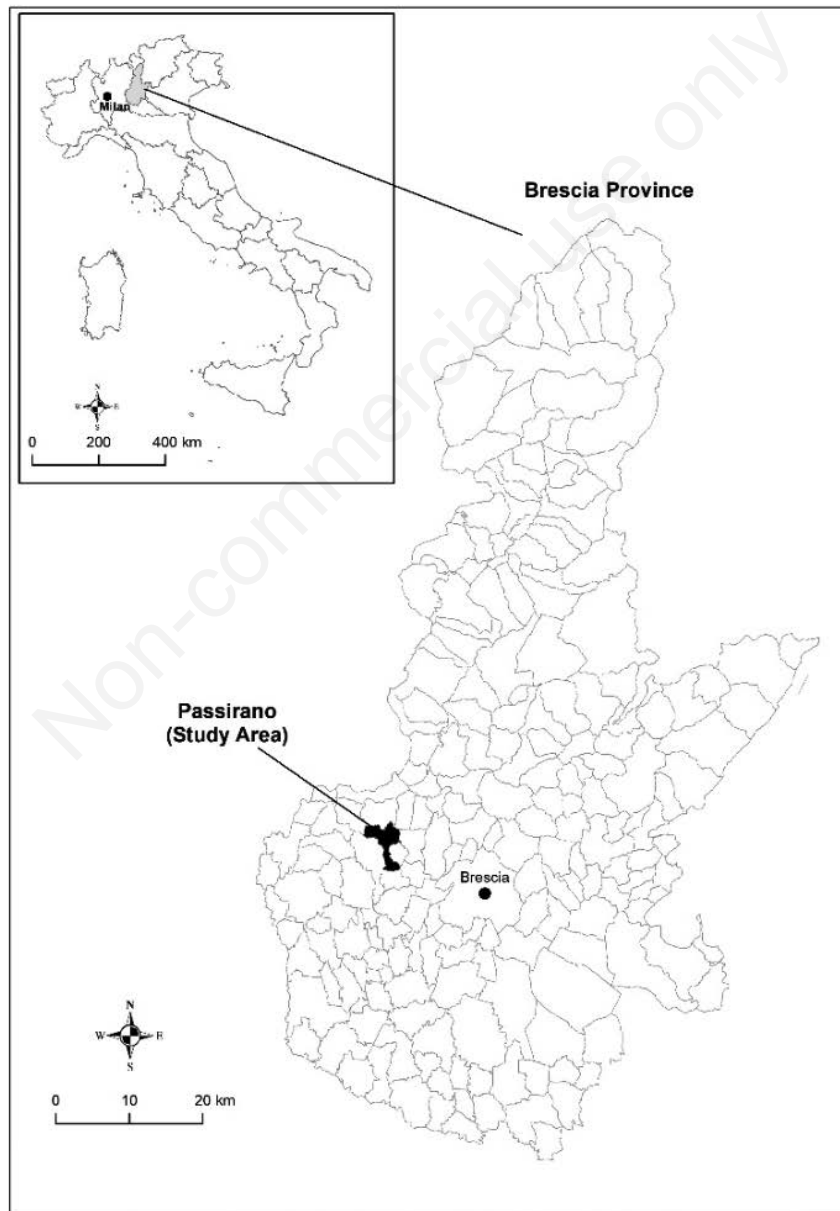 Milan
N
W E
S
0 200 400 km
Brescia Province
Non-commercial use only
Passirano
(Study Area)
Brescia
N
W E
S
0 10 20 km